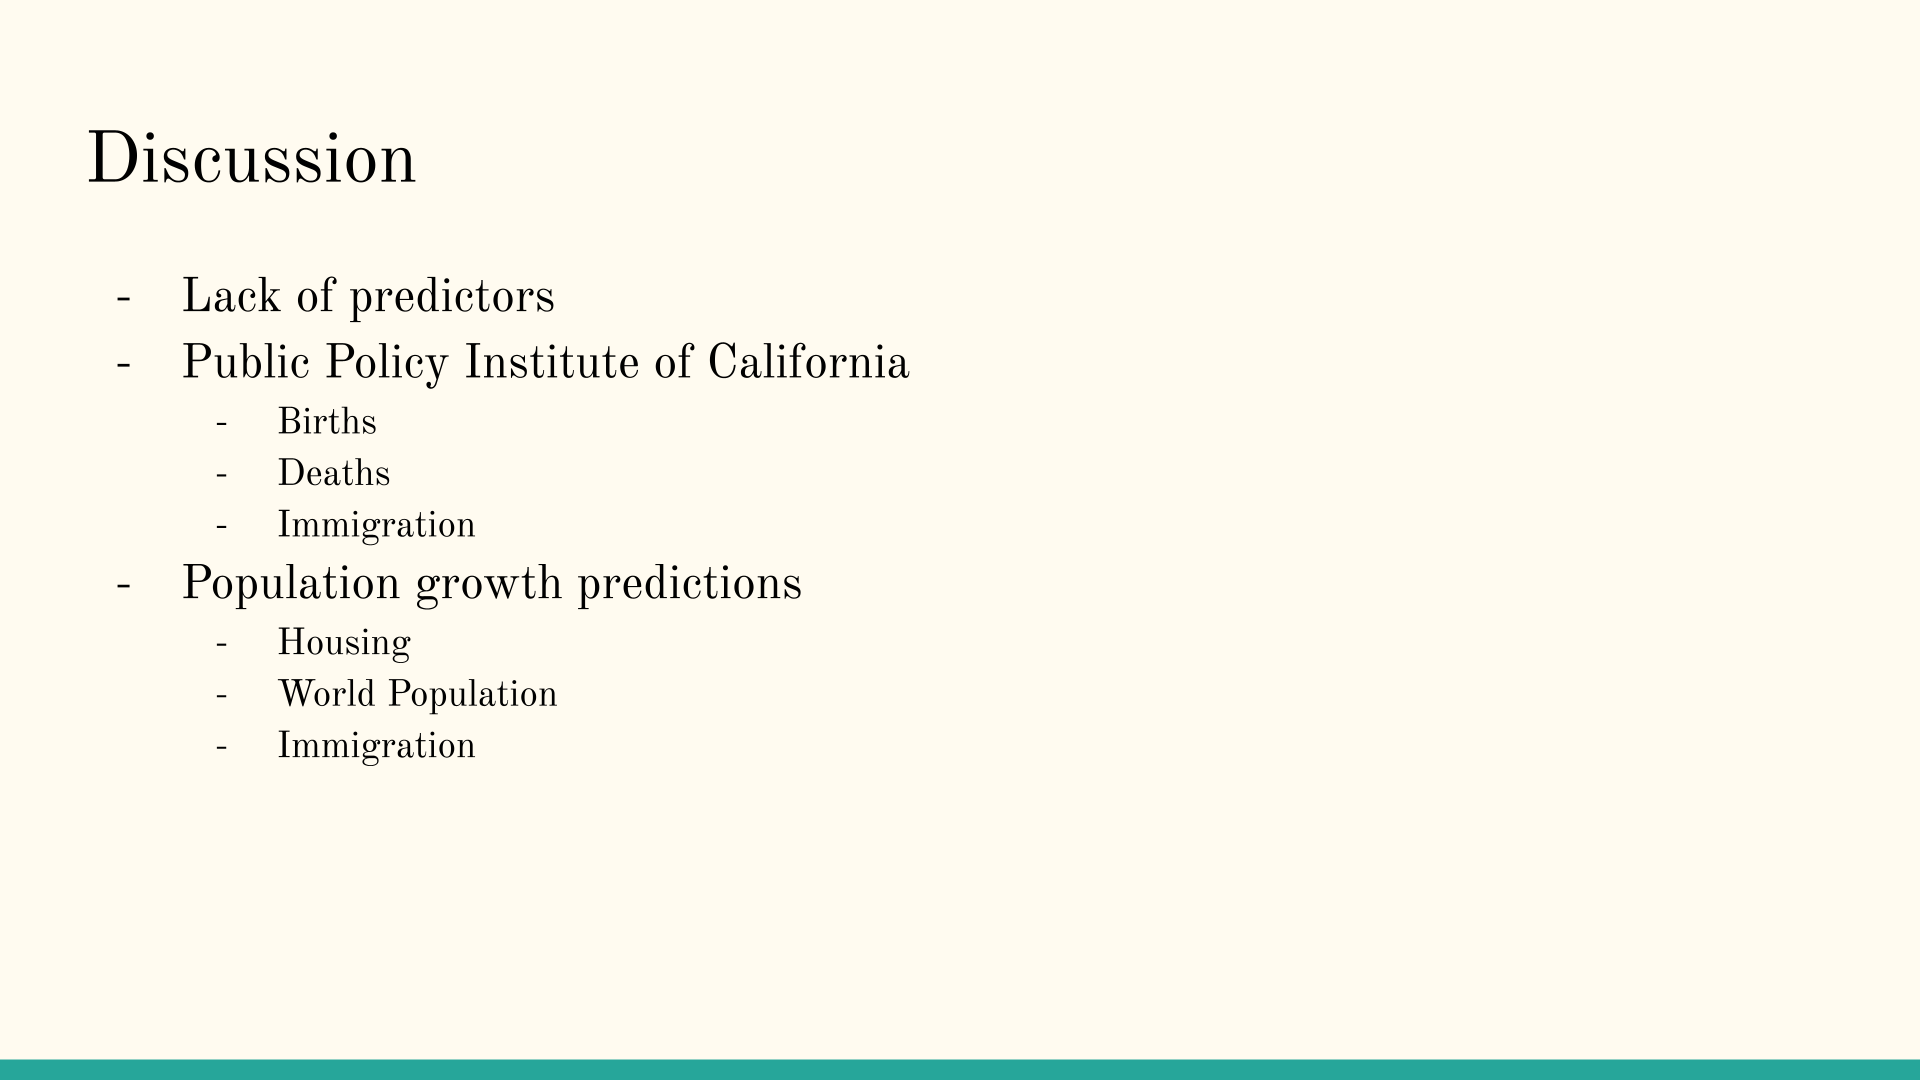 Discussion
- Lack of predictors
- Public Policy Institute of California
- Births
- Deaths
- Immigration
- Population growth predictions
- Housing
- World Population
- Immigration